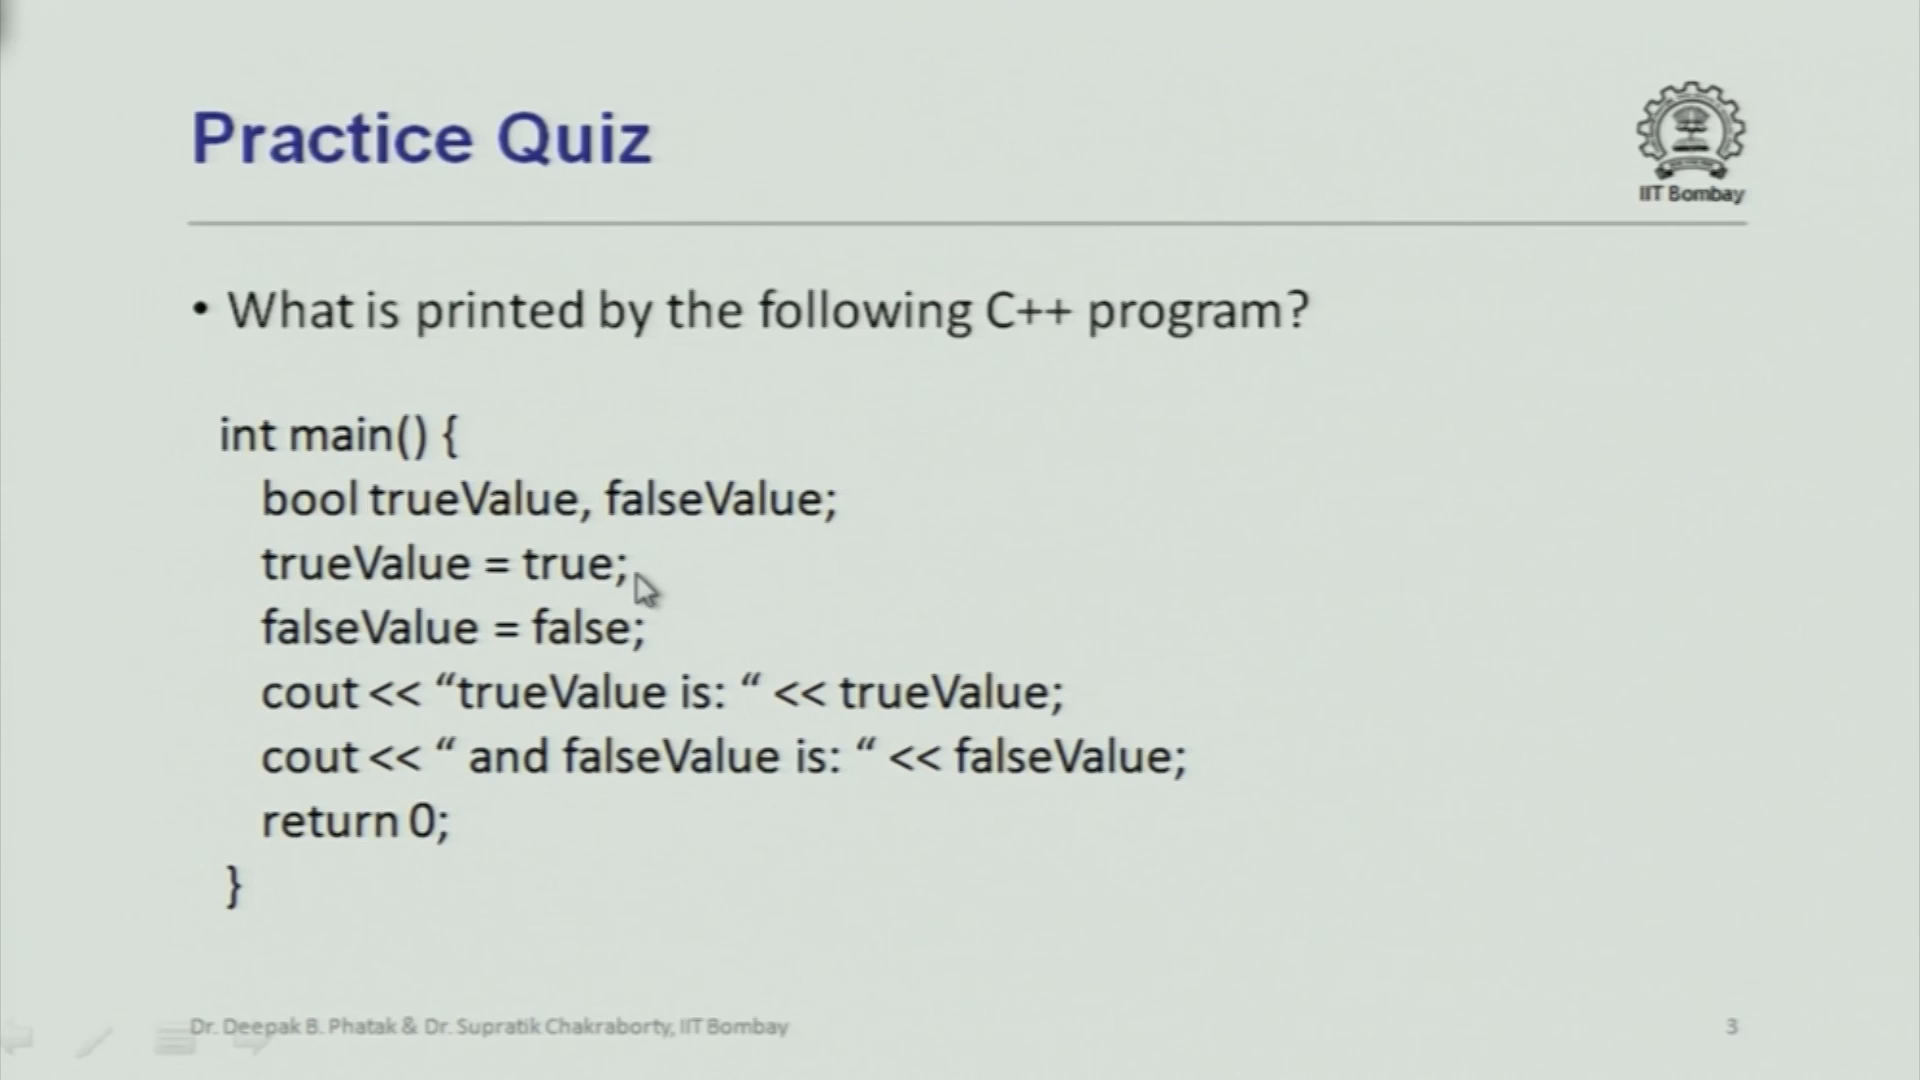 Practice Quiz
IIT Bombay
• What is printed by the following C++ program?
int main() {
bool trueValue, falseValue;
trueValue = true;
falseValue = false;
cout << “trueValue is: “ << trueValue;
cout << “ and falseValue is: “ << falseValue;
return 0;
}
Dr. Deepak B. Phatak & Dr. Supratik Chakraborty, IIT Bombay
3